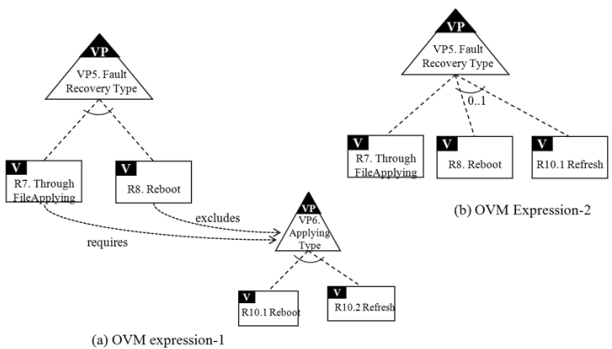 VP
VP5. Fault
Recovery Type
V
R7. Through
FileApplying
V
R8. Reboot
excludes
requires
VP
VP6.
Applying
Type
V
R10.1 Reboot
V
R10.2 Refresh
(a) OVM expression-1
VP
VP5. Fault
Recovery Type
0..1
V
R7. Through
FileApplying
V
R8. Reboot
V
R10.1 Refresh
(b) OVM Expression-2